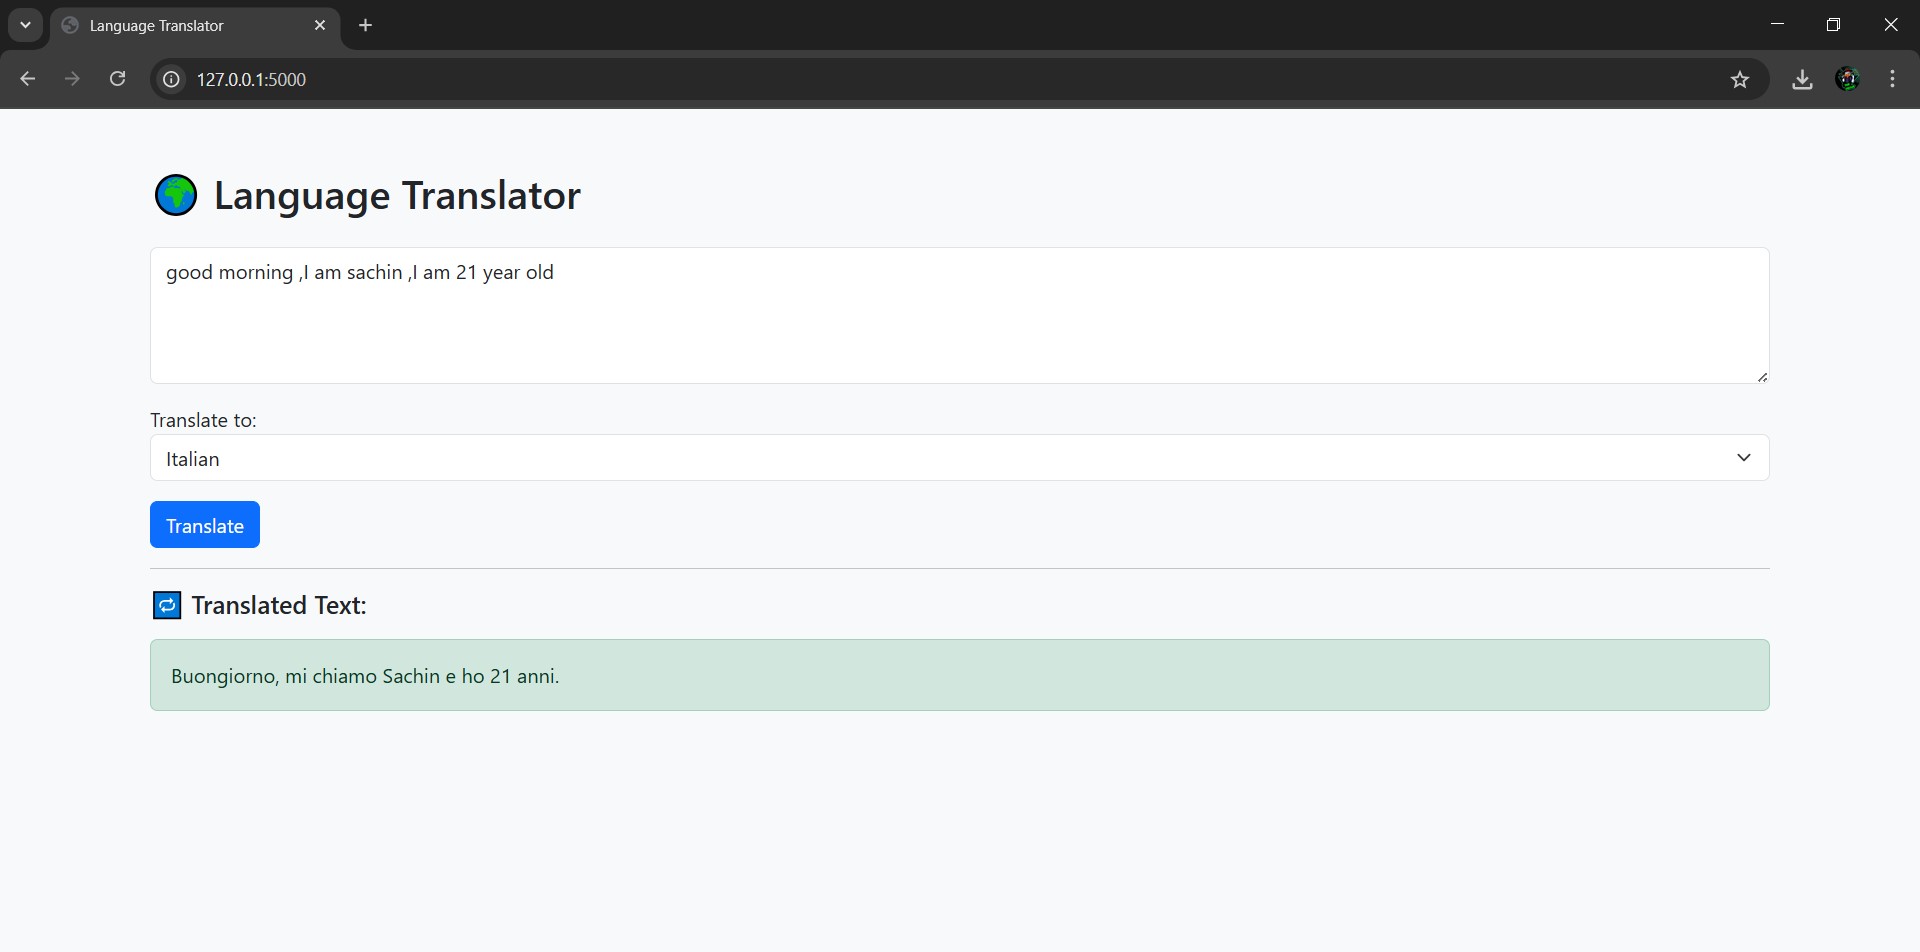 Language Translator
127.0.0.1:5000
Language Translator
good morning ,I am sachin ,I am 21 year old
Translate to:
Italian
Translate
Translated Text:
Buongiorno, mi chiamo Sachin e ho 21 anni.